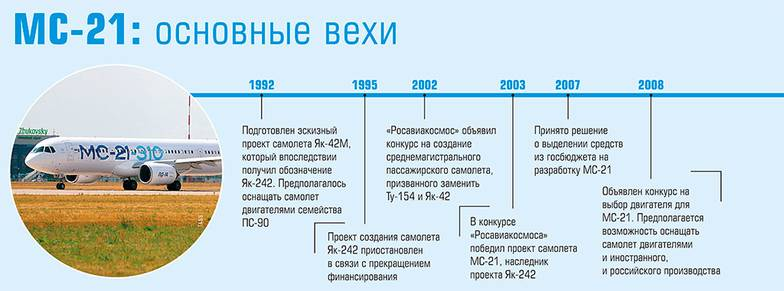 МС-21: основные вехи
1992
1995
2002
2003
2007
2008
Zhukovsky
МС-21-310
ПД-14
Подготовлен эскизный
проект самолета Як-42М,
который впоследствии
получил обозначение
Як-242. Предполагалось
оснащать самолет
двигателями семейства
ПС-90
Проект создания самолета
Як-242 приостановлен
в связи с прекращением
финансирования
«Росавиакосмос» объявил
конкурс на создание
среднемагистрального
пассажирского самолета,
призванного заменить
Ту-154 и Як-42
В конкурсе
«Росавиакосмоса»
победил проект самолета
МС-21, наследник
проекта Як-242
Принято решение
о выделении средств
из госбюджета на
разработку МС-21
Объявлен конкурс на
выбор двигателя для
МС-21. Предполагается
возможность оснащать
самолет двигателями
и иностранного,
и российского производства